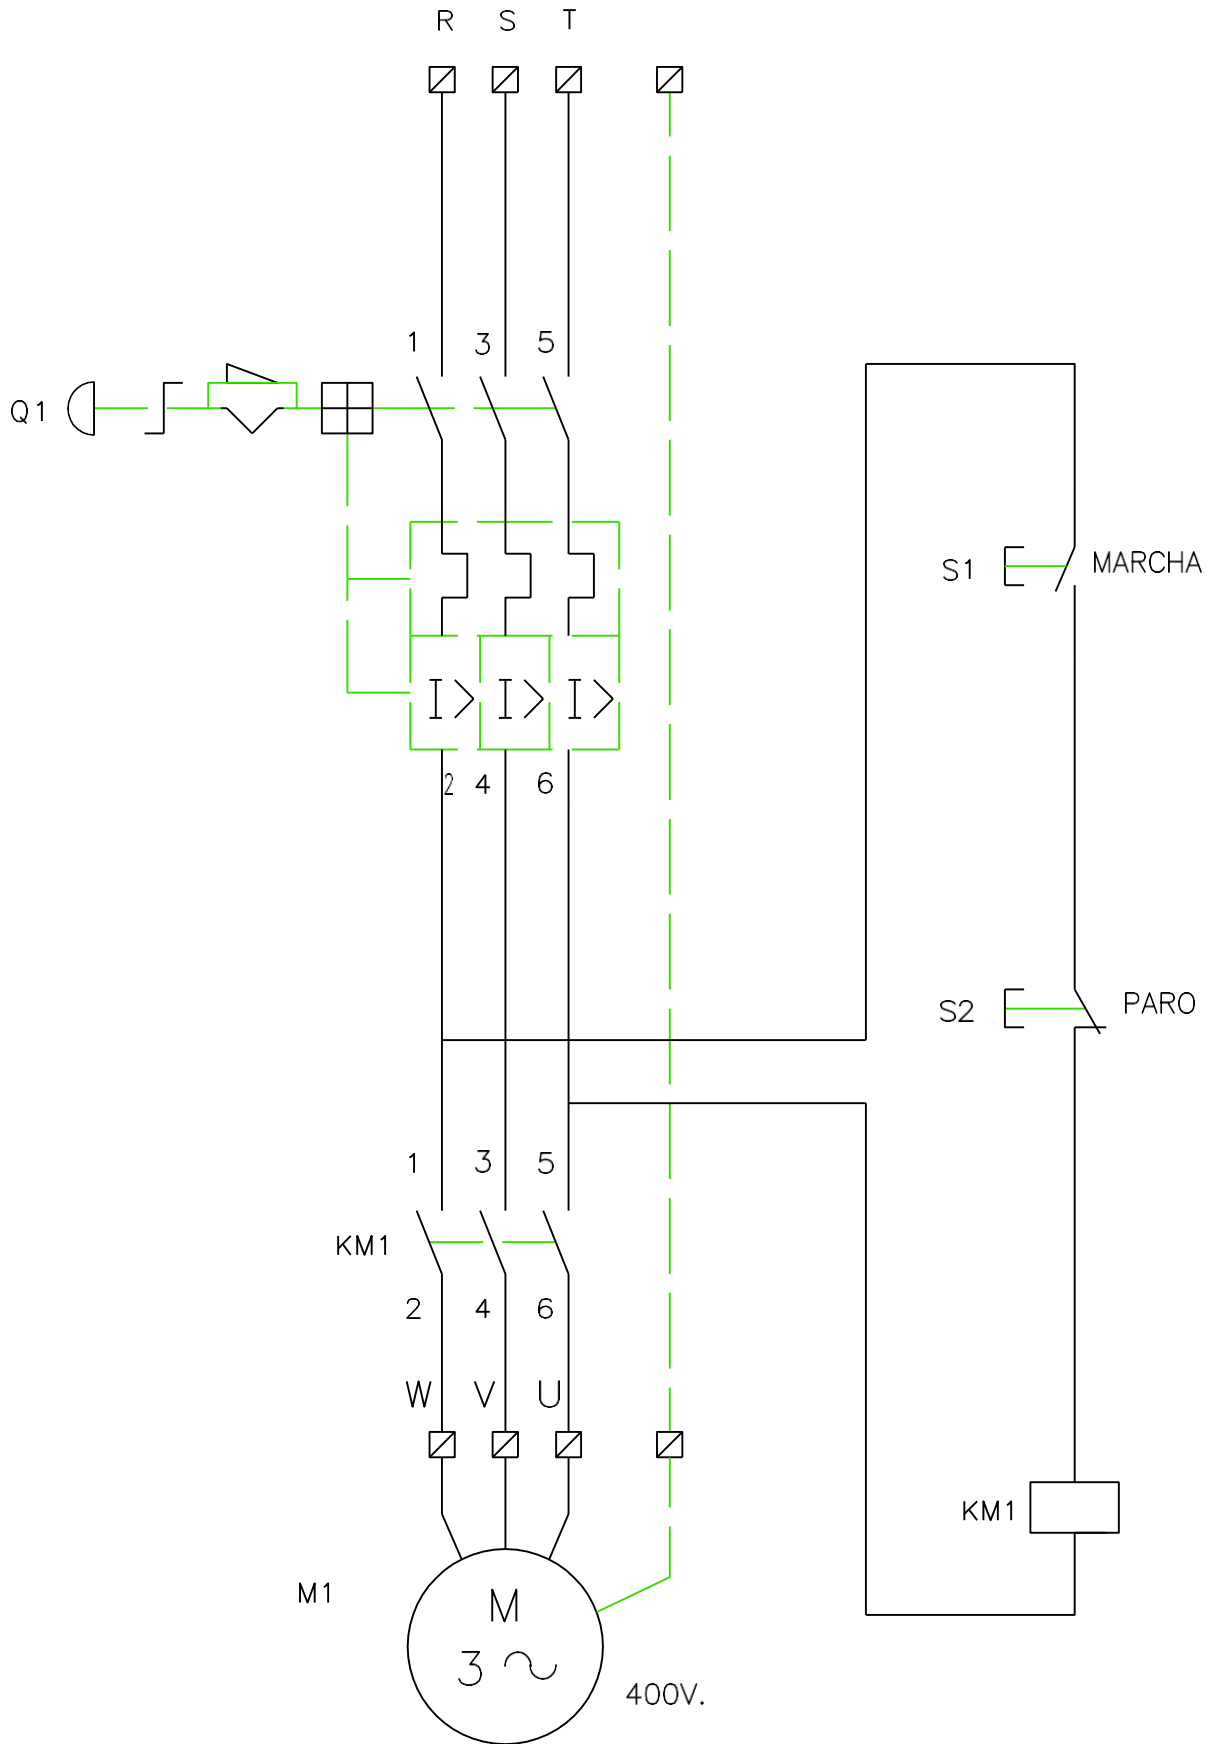 R S T
1 3 5
Q1
S1 MARCHA
I> I> I>
2 4 6
S2 PARO
1 3 5
KM1
2 4 6
W V U
KM1
M1
M
3 ~
400V.